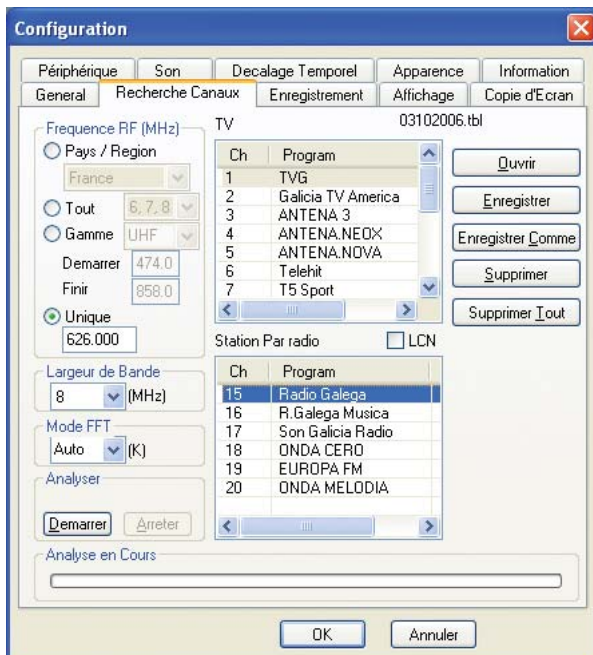 Configuration
Périphérique Son Decalage Temporel Apparence Information
General Recherche Canaux Enregistrement Affichage Copie d'Ecran
Frequence RF (MHz)
Pays / Region
France
Tout 6, 7, 8
Gamme UHF
Demarrer 474.0
Finir 858.0
Unique
626.000
Largeur de Bande
8 (MHz)
Mode FFT
Auto (K)
Analyser
Demarrer Arreter
TV 03102006.tbl
Ch Program
1 TVG
2 Galicia TV America
3 ANTENA 3
4 ANTENA.NEOX
5 ANTENA.NOVA
6 Telehit
7 T5 Sport
Station Par radio LCN
Ch Program
15 Radio Galega
16 R.Galega Musica
17 Son Galicia Radio
18 ONDA CERO
19 EUROPA FM
20 ONDA MELODIA
Ouvrir
Enregistrer
Enregistrer Comme
Supprimer
Supprimer Tout
Analyse en Cours
OK Annuler